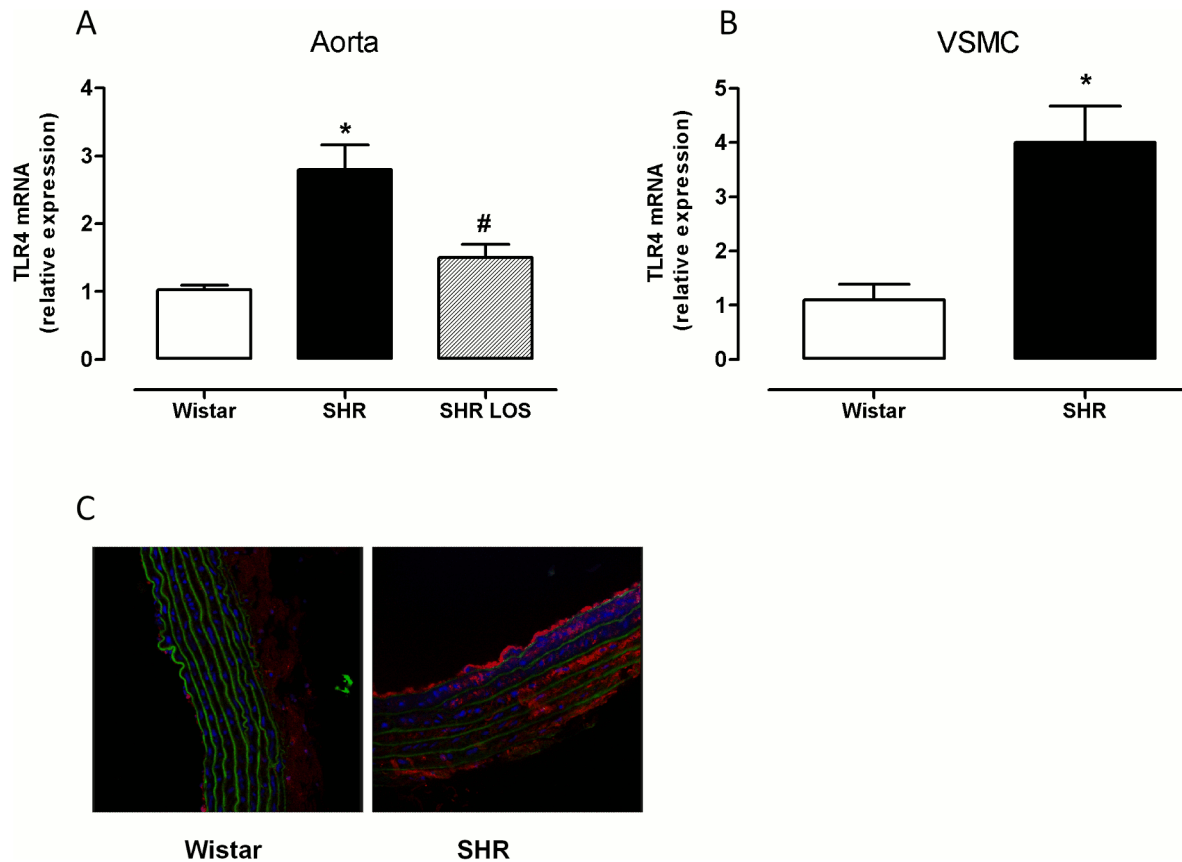 A
Aorta
TLR4 mRNA
(relative expression)
4
3
2
1
0
*
#
Wistar
SHR
SHR LOS
B
VSMC
TLR4 mRNA
(relative expression)
5
4
3
2
1
0
*
Wistar
SHR
C
Wistar
SHR